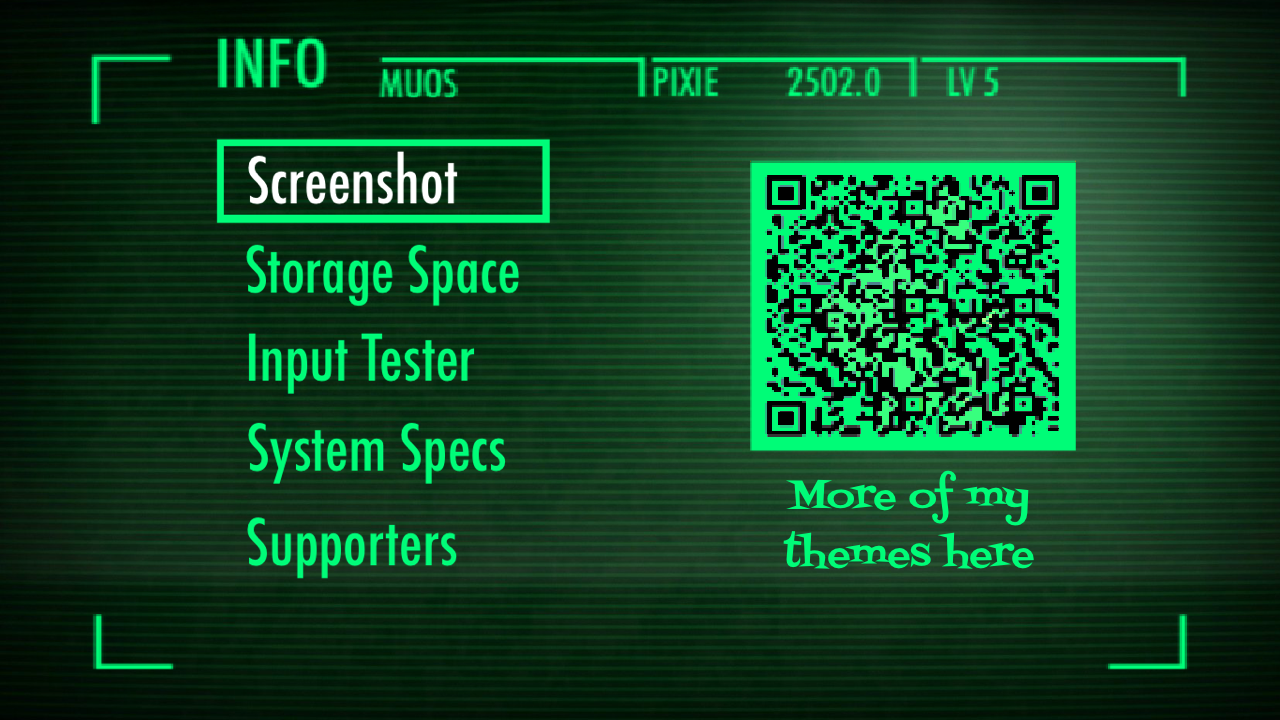 INFO
MUOS
PIXIE
2502.0
LV 5
Screenshot
Storage Space
Input Tester
System Specs
Supporters
More of my
themes here